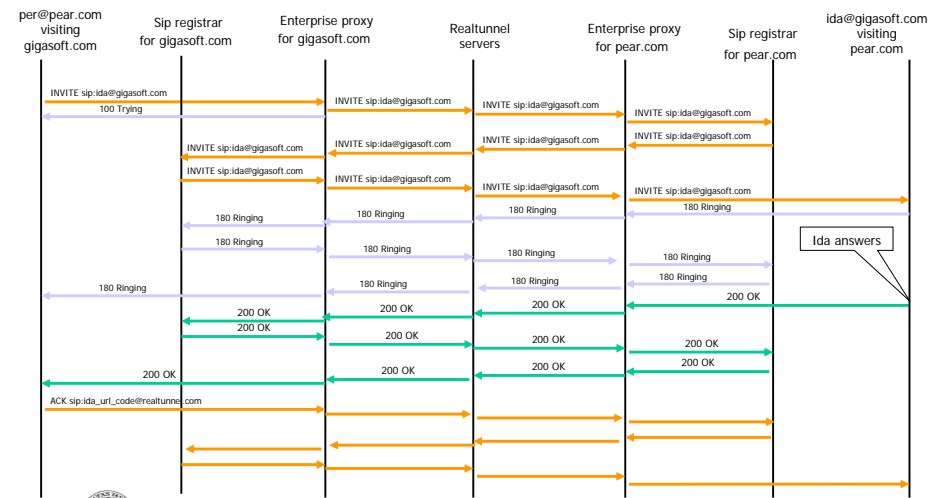 per@pear.com
visiting
gigasoft.com
Sip registrar
for gigasoft.com
Enterprise proxy
for gigasoft.com
Realtunnel
servers
Enterprise proxy
for pear.com
Sip registrar
for pear.com
ida@gigasoft.com
visiting
pear.com
INVITE sip:ida@gigasoft.com
100 Trying
INVITE sip:ida@gigasoft.com
INVITE sip:ida@gigasoft.com
INVITE sip:ida@gigasoft.com
INVITE sip:ida@gigasoft.com
INVITE sip:ida@gigasoft.com
INVITE sip:ida@gigasoft.com
INVITE sip:ida@gigasoft.com
INVITE sip:ida@gigasoft.com
INVITE sip:ida@gigasoft.com
INVITE sip:ida@gigasoft.com
INVITE sip:ida@gigasoft.com
180 Ringing
180 Ringing
180 Ringing
180 Ringing
180 Ringing
180 Ringing
180 Ringing
180 Ringing
180 Ringing
180 Ringing
180 Ringing
180 Ringing
Ida answers
200 OK
200 OK
200 OK
200 OK
200 OK
200 OK
200 OK
200 OK
200 OK
200 OK
200 OK
200 OK
ACK sip:ida_url_code@realtunnel.com